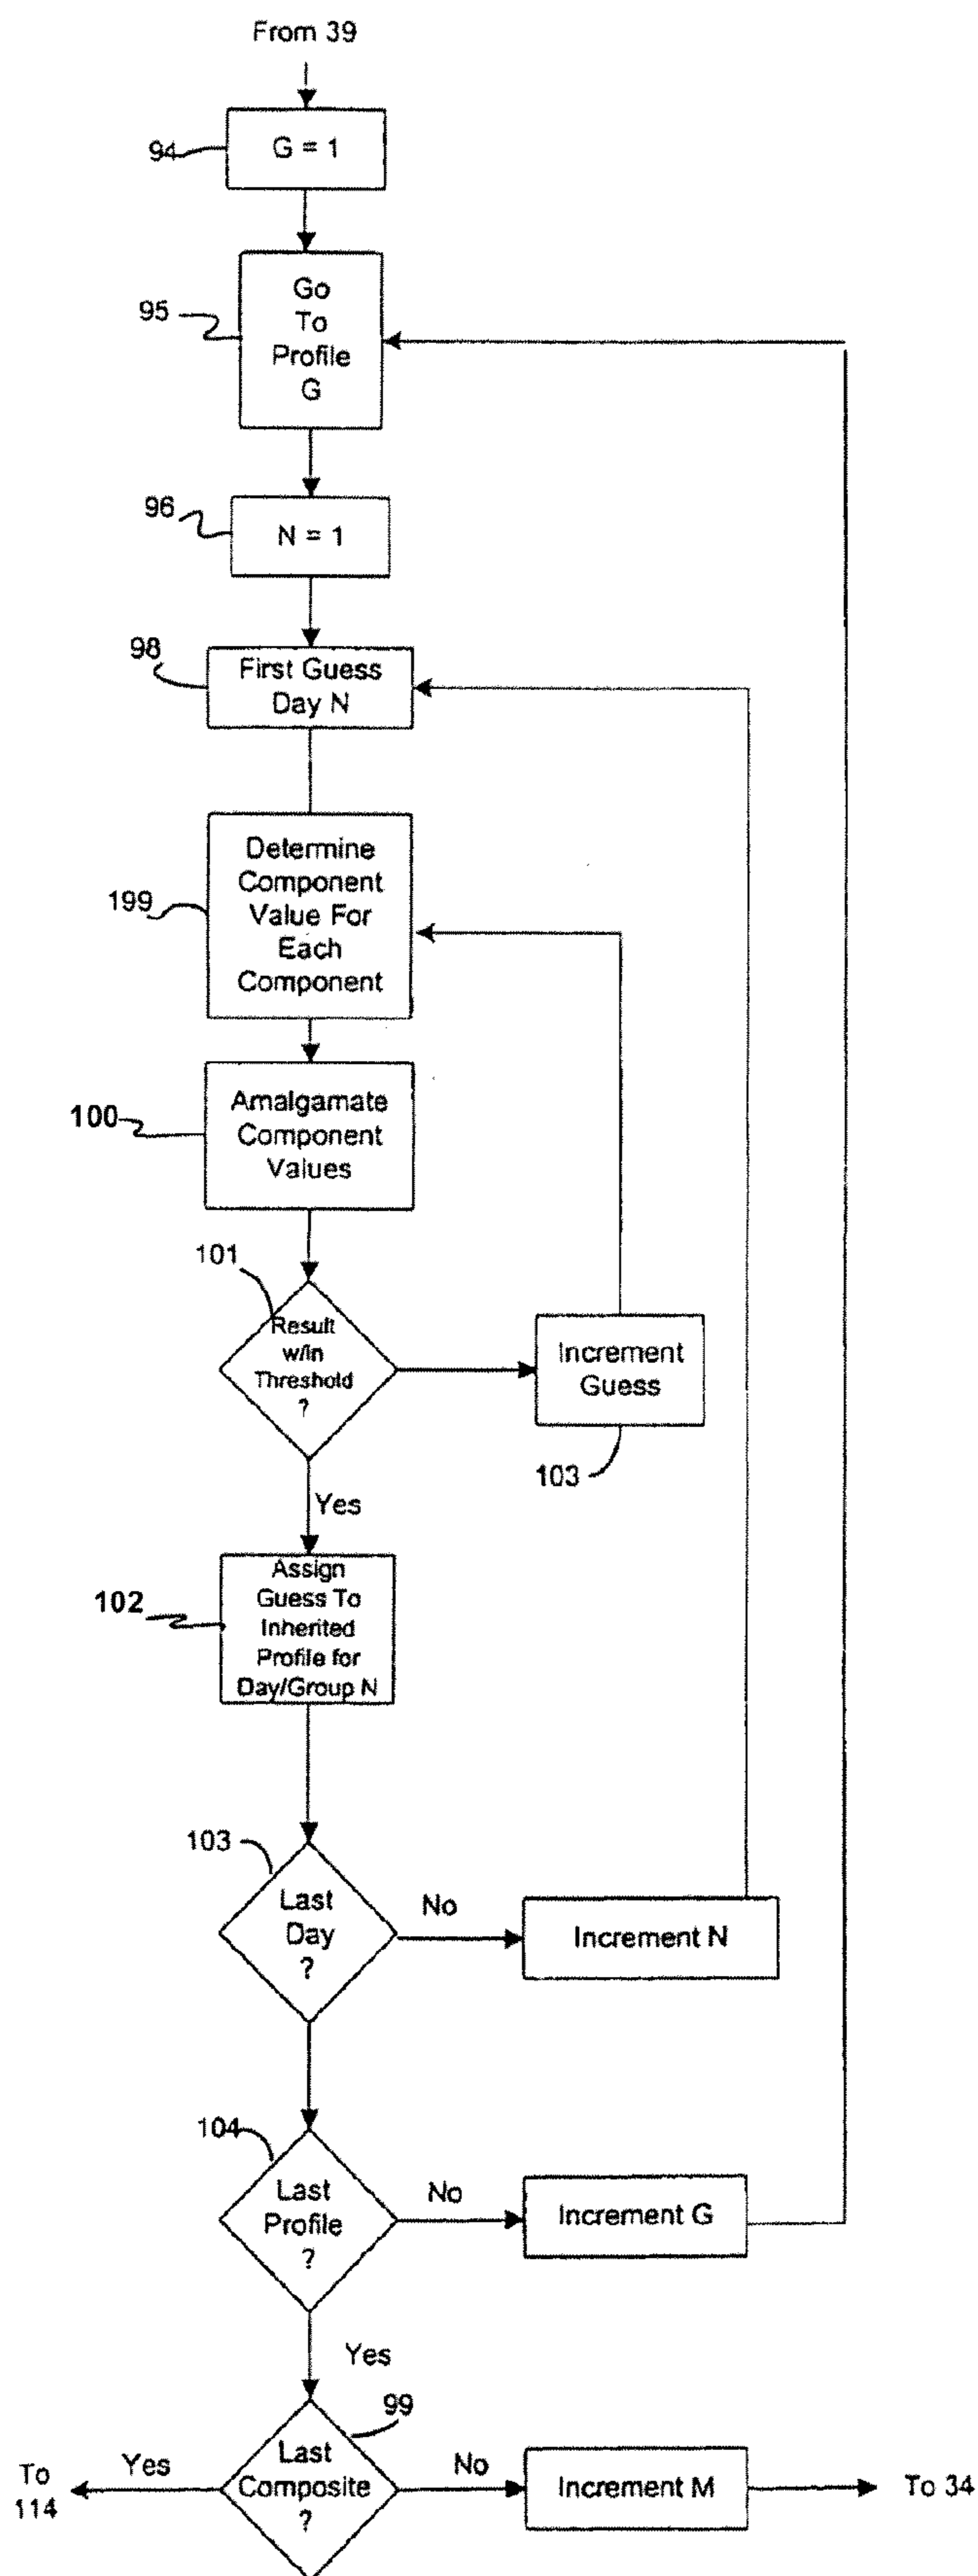 From 39
94
G = 1
95
Go
To
Profile
G
96
N = 1
98
First Guess
Day N
199
Determine
Component
Value For
Each
Component
100
Amalgamate
Component
Values
101
Result
w/in
Threshold
?
Increment
Guess
103
Yes
102
Assign
Guess To
Inherited
Profile for
Day/Group N
103
Last
Day
?
No
Increment N
104
Last
Profile
?
No
Increment G
Yes
99
Last
Composite
?
Yes
To
114
No
Increment M
To 34